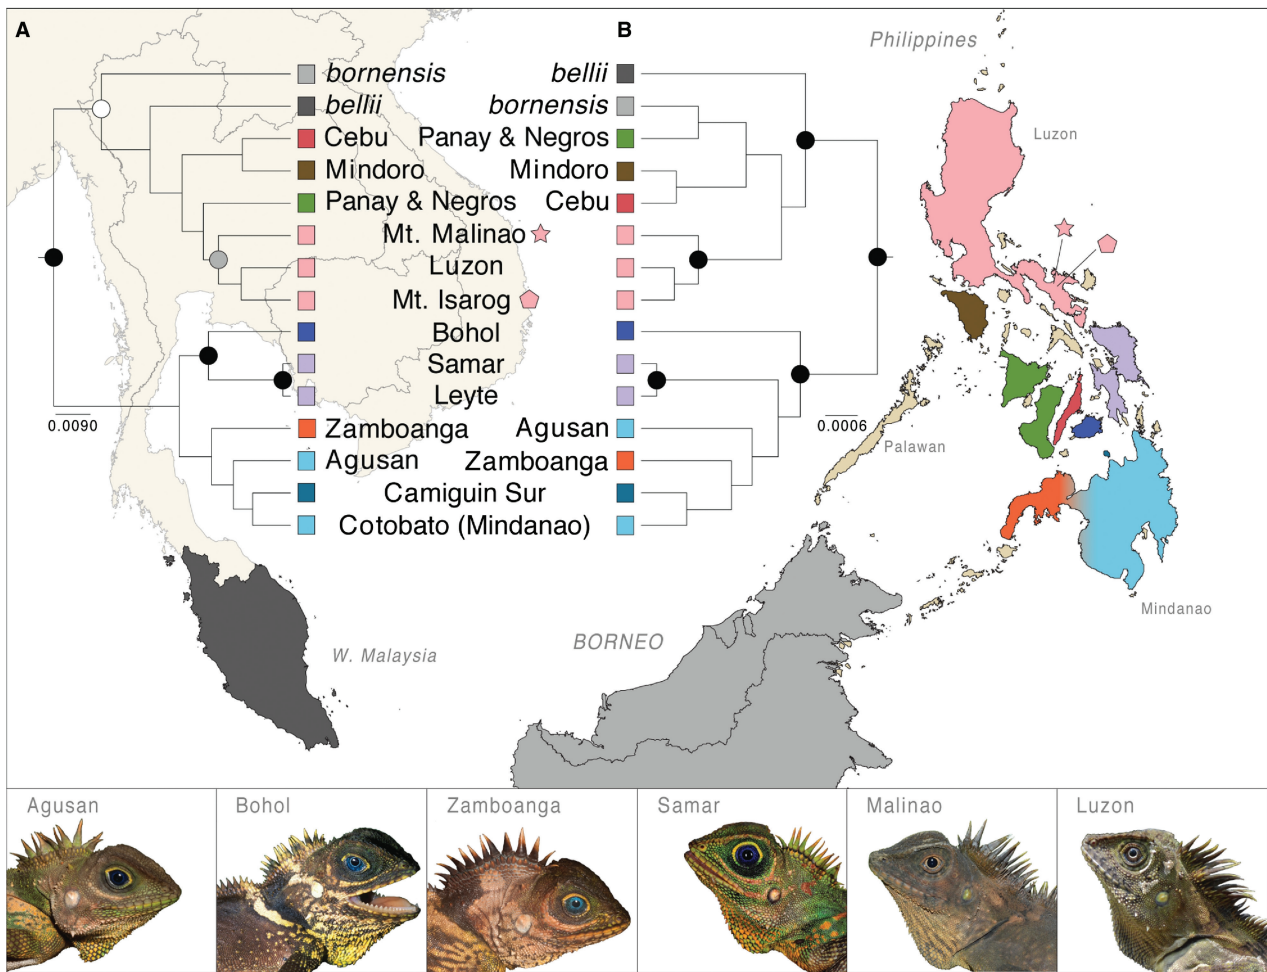 A
B
Philippines
bornensis
bellii
bellii
bornensis
Cebu
Panay & Negros
Mindoro
Mindoro
Panay & Negros
Cebu
Mt. Malinao
Luzon
Mt. Isarog
Bohol
Samar
Leyte
Zamboanga
Agusan
Agusan
Zamboanga
Camiguin Sur
Cotobato (Mindanao)
0.0090
0.0006
Luzon
Palawan
Mindanao
BORNEO
W. Malaysia
Agusan
Bohol
Zamboanga
Samar
Malinao
Luzon